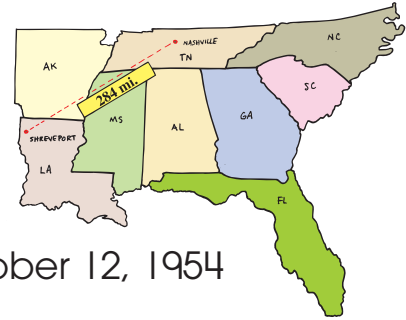 NC
NASHVILLE
TN
AK
284 mi.
SC
MS
GA
SHREVEPORT
AL
LA
FL
ober 12, 1954